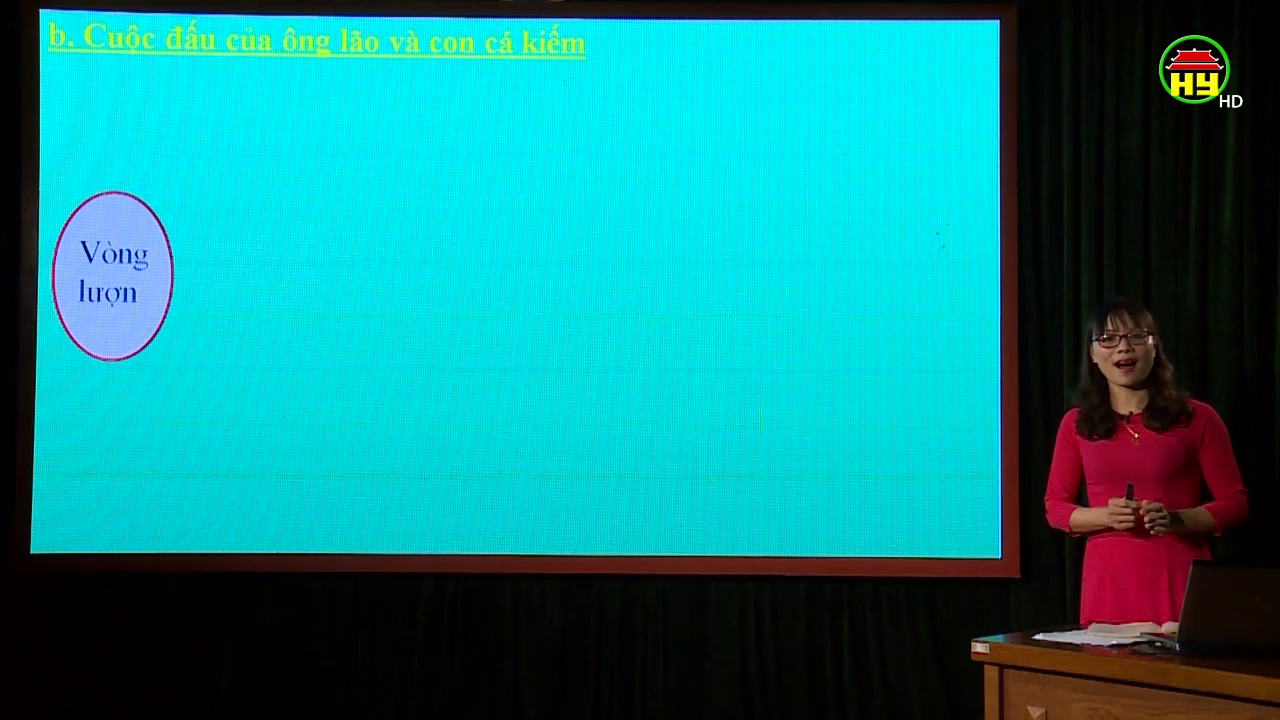 b. Cuộc đấu của ông lão và con cá kiếm
HY
HD
Vòng
lượn